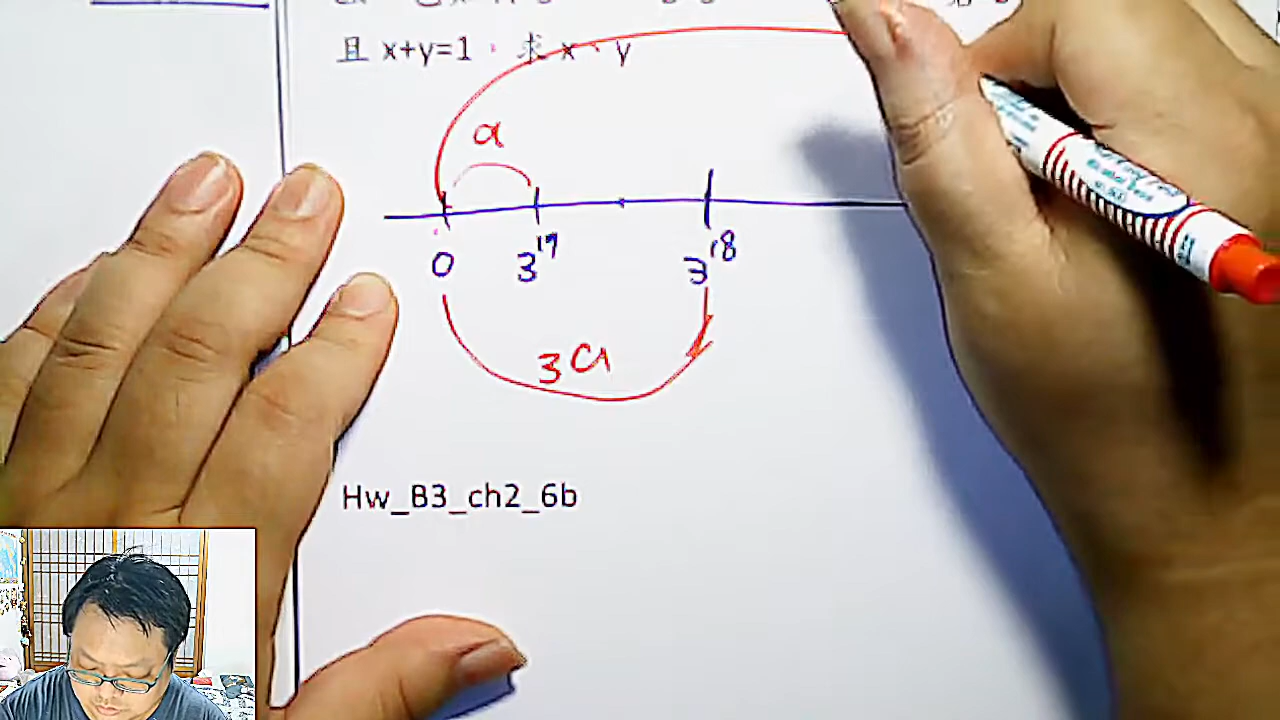 且 x+y=1，求 x、y
a
0 3¹⁷ 3¹⁸
3a
Hw_B3_ch2_6b